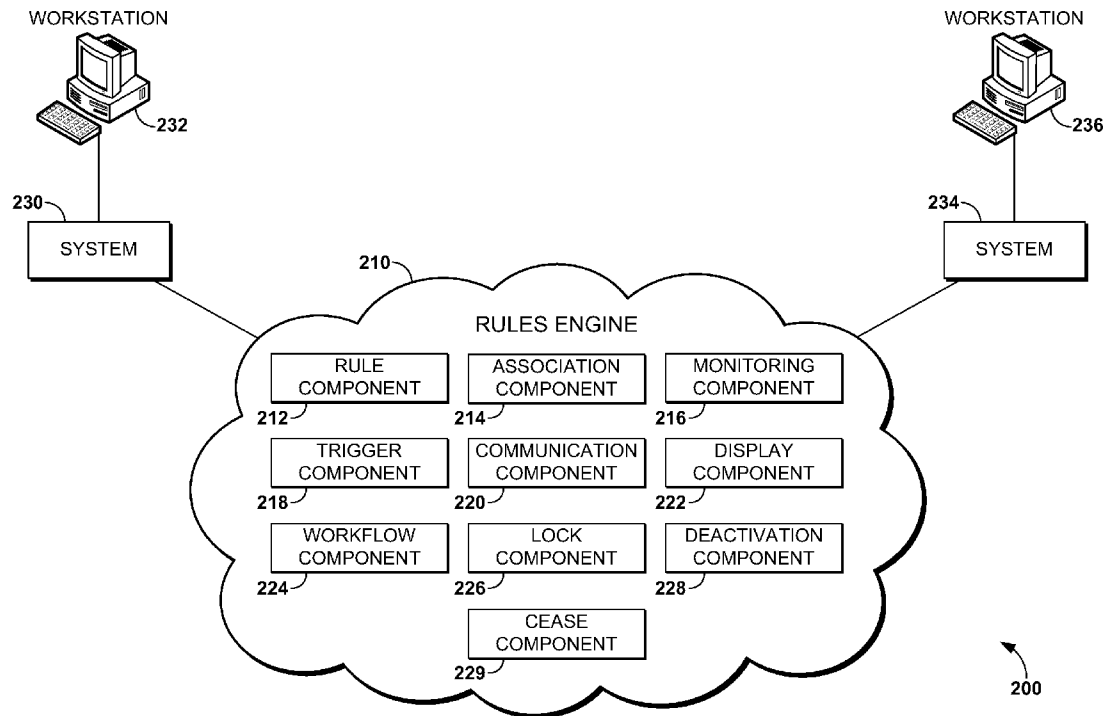 WORKSTATION
232
230
SYSTEM
WORKSTATION
236
234
SYSTEM
210
RULES ENGINE
RULE
COMPONENT
212
ASSOCIATION
COMPONENT
214
MONITORING
COMPONENT
216
TRIGGER
COMPONENT
218
COMMUNICATION
COMPONENT
220
DISPLAY
COMPONENT
222
WORKFLOW
COMPONENT
224
LOCK
COMPONENT
226
DEACTIVATION
COMPONENT
228
CEASE
COMPONENT
229
200